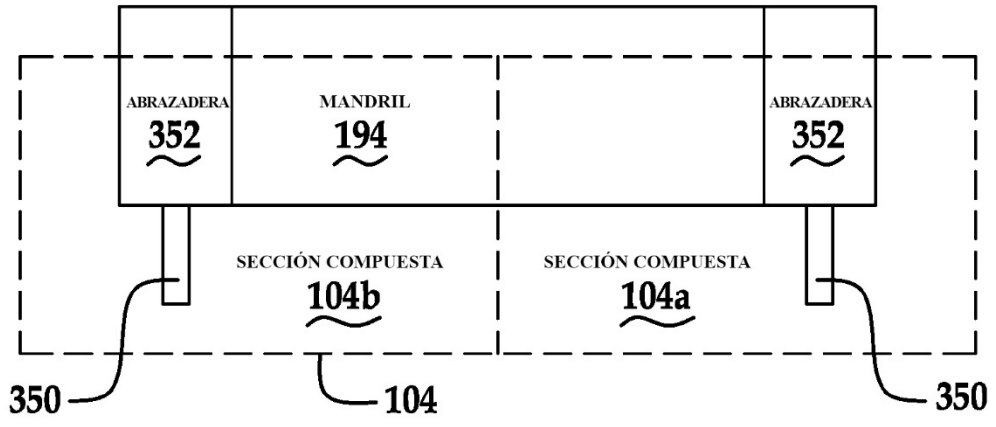 ABRAZADERA
352
MANDRIL
194
ABRAZADERA
352
SECCIÓN COMPUESTA
104b
SECCIÓN COMPUESTA
104a
350
104
350